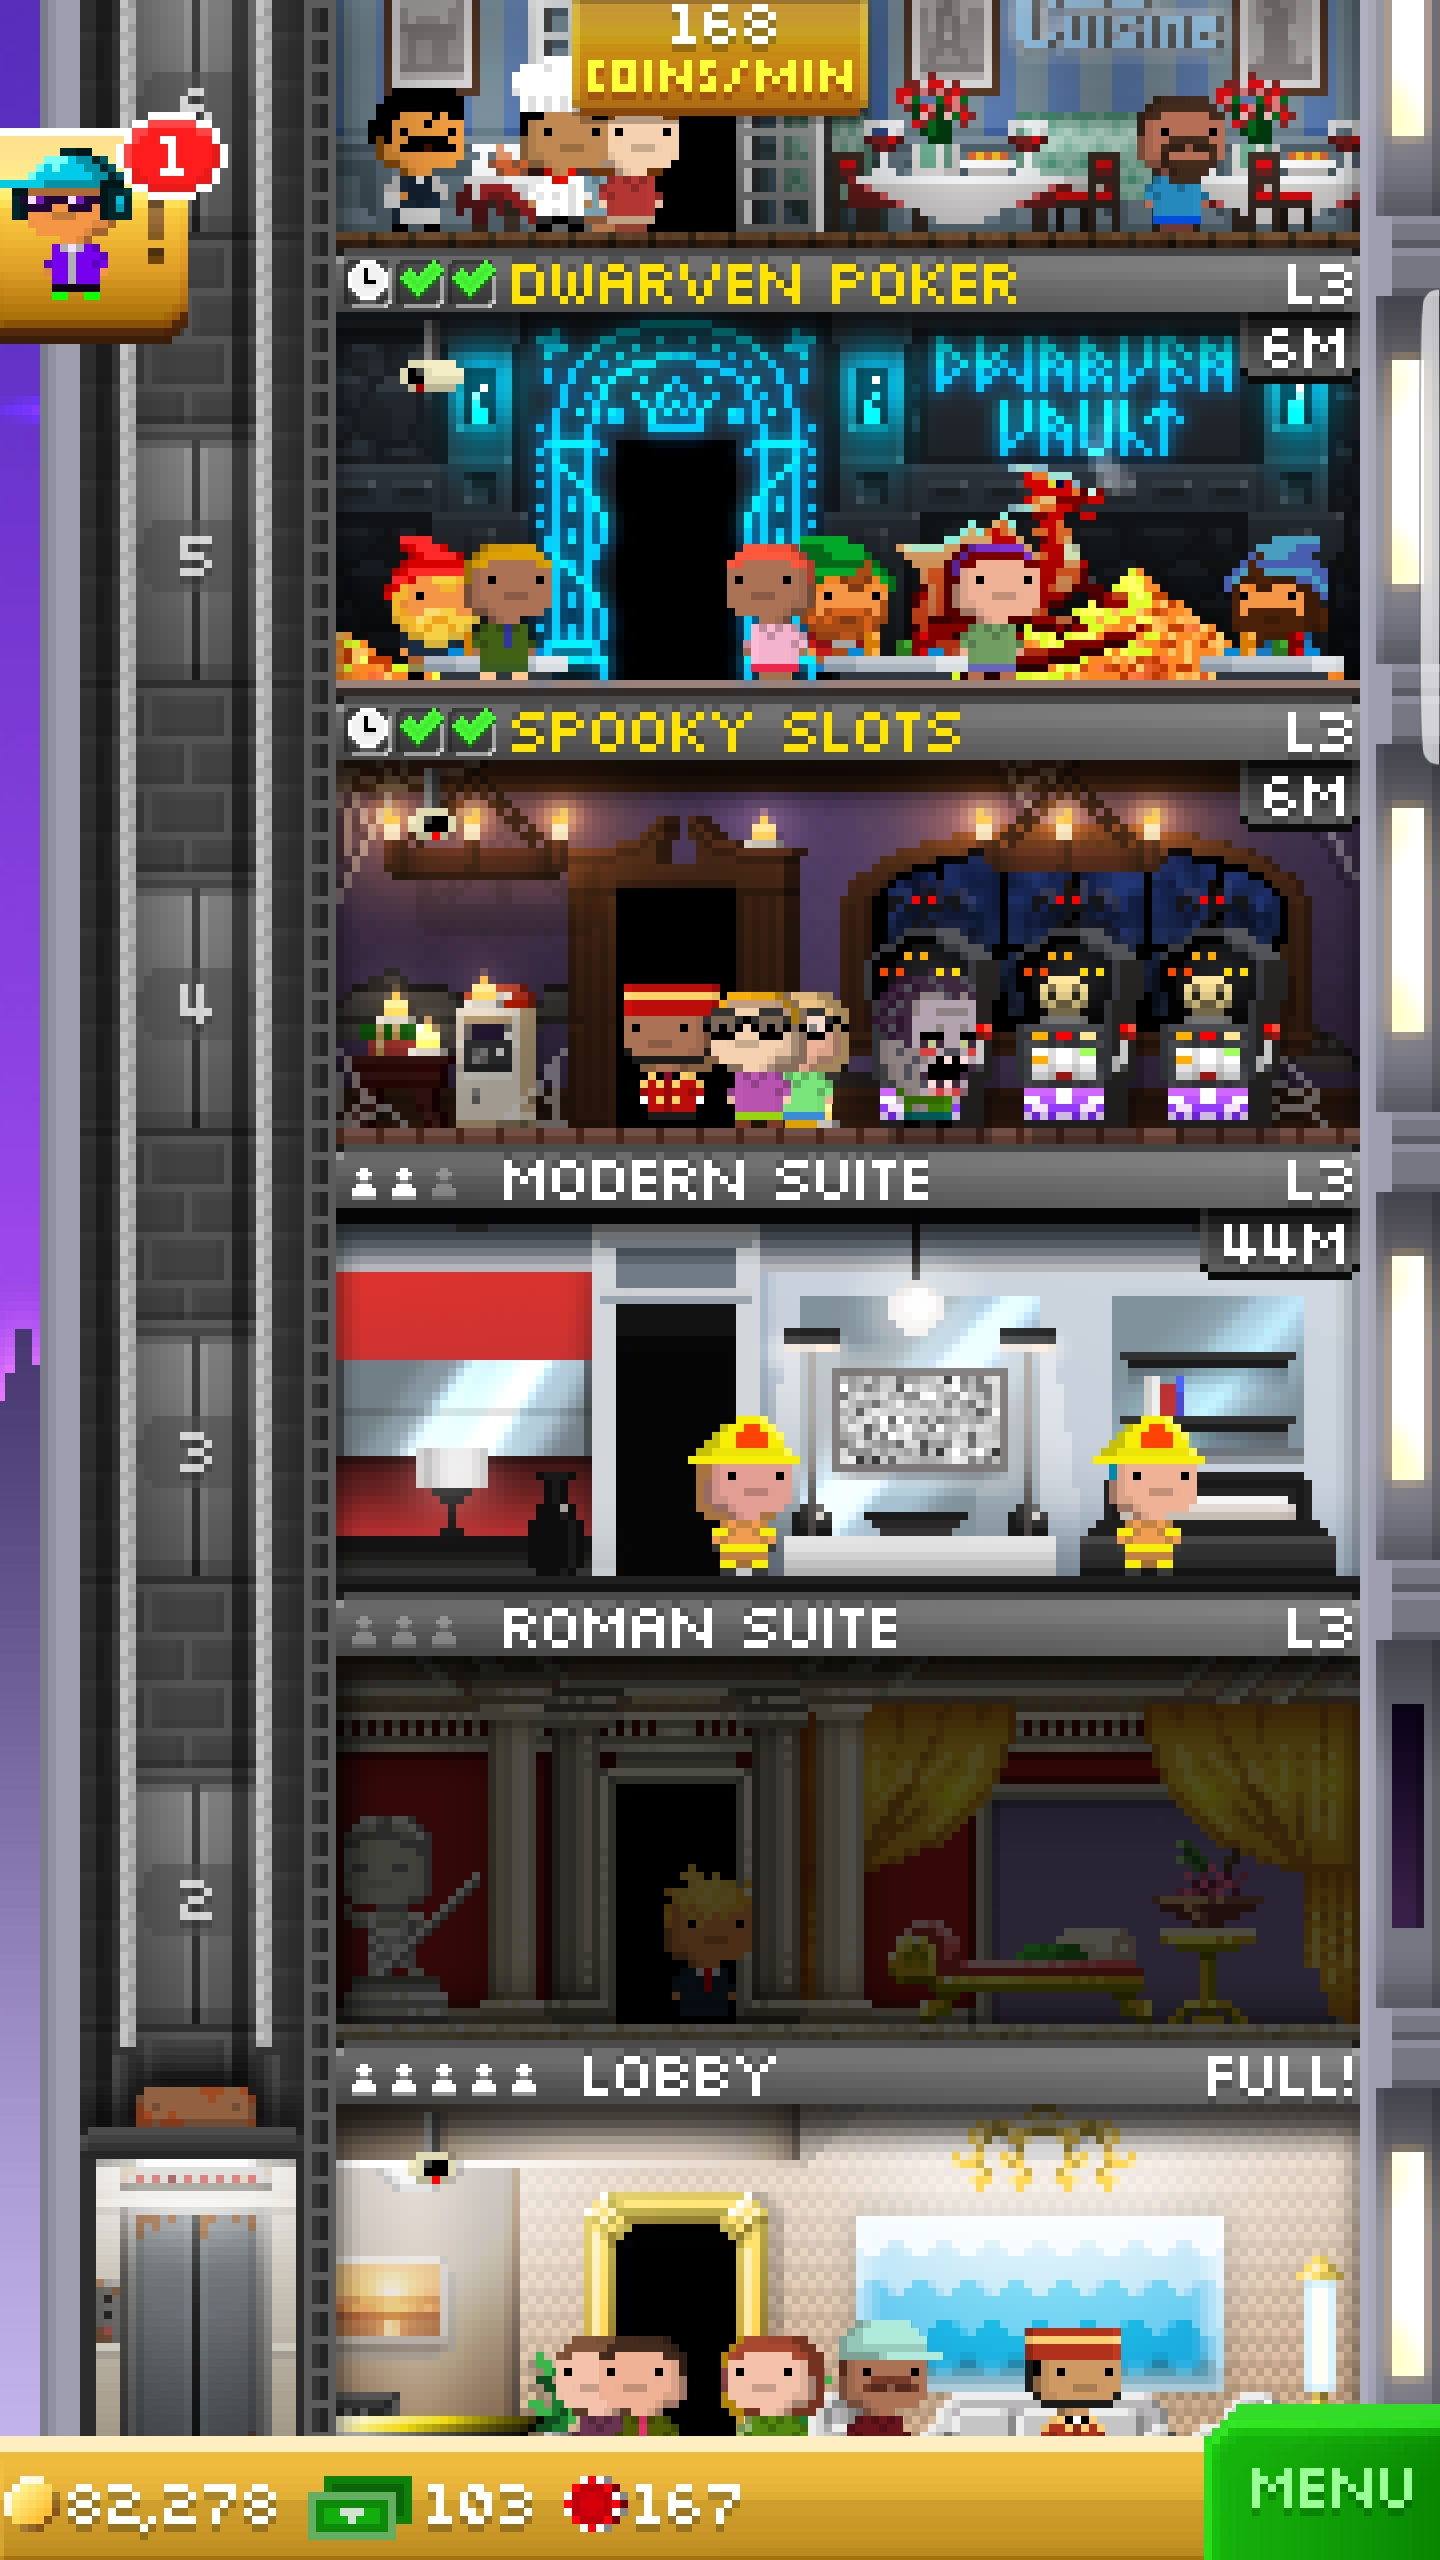 168
COINS/MIN
Cuisine
6
1
!
DWARVEN POKER L3
6M
DWARVEN
VAULT
5
SPOOKY SLOTS L3
6M
4
MODERN SUITE L3
44M
3
ROMAN SUITE L3
2
LOBBY FULL!
82,278 103 167
MENU